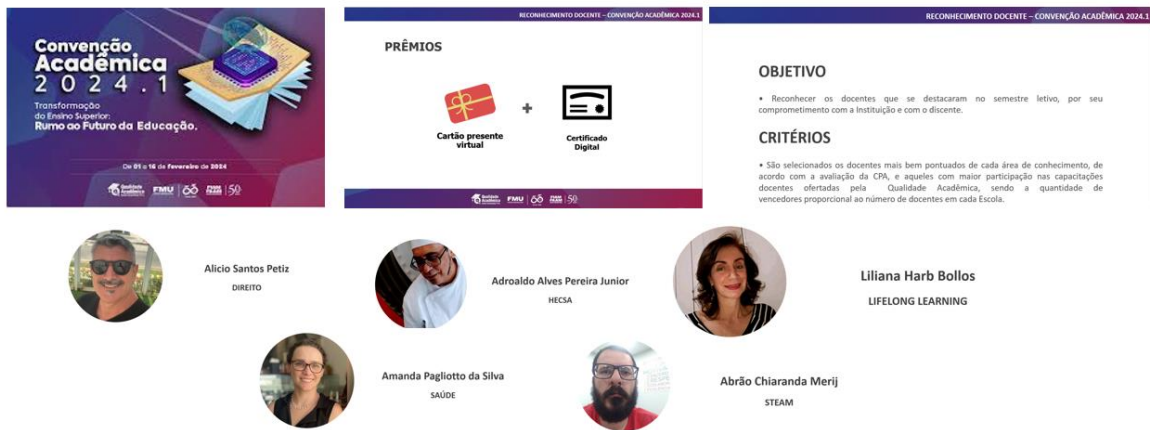 Convenção
Acadêmica
2024.1
Transformação
do Ensino Superior:
Rumo ao Futuro da Educação.
De 01 a 16 de fevereiro de 2024
Qualidade
Acadêmica
FMU
RECONHECIMENTO DOCENTE – CONVENÇÃO ACADÊMICA 2024.1
PRÊMIOS
Cartão presente
virtual
+
Certificado
Digital
Qualidade
Acadêmica
FMU
RECONHECIMENTO DOCENTE – CONVENÇÃO ACADÊMICA 2024.1
OBJETIVO
• Reconhecer os docentes que se destacaram no semestre letivo, por seu
comprometimento com a Instituição e com o discente.
CRITÉRIOS
• São selecionados os docentes mais bem pontuados de cada área de conhecimento, de
acordo com a avaliação da CPA, e aqueles com maior participação nas capacitações
docentes ofertadas pela Qualidade Acadêmica, sendo a quantidade de
vencedores proporcional ao número de docentes em cada Escola.
Alicio Santos Petiz
DIREITO
Adroaldo Alves Pereira Junior
HECSA
Liliana Harb Bollos
LIFELONG LEARNING
Amanda Pagliotto da Silva
SAÚDE
Abrão Chiaranda Merij
STEAM